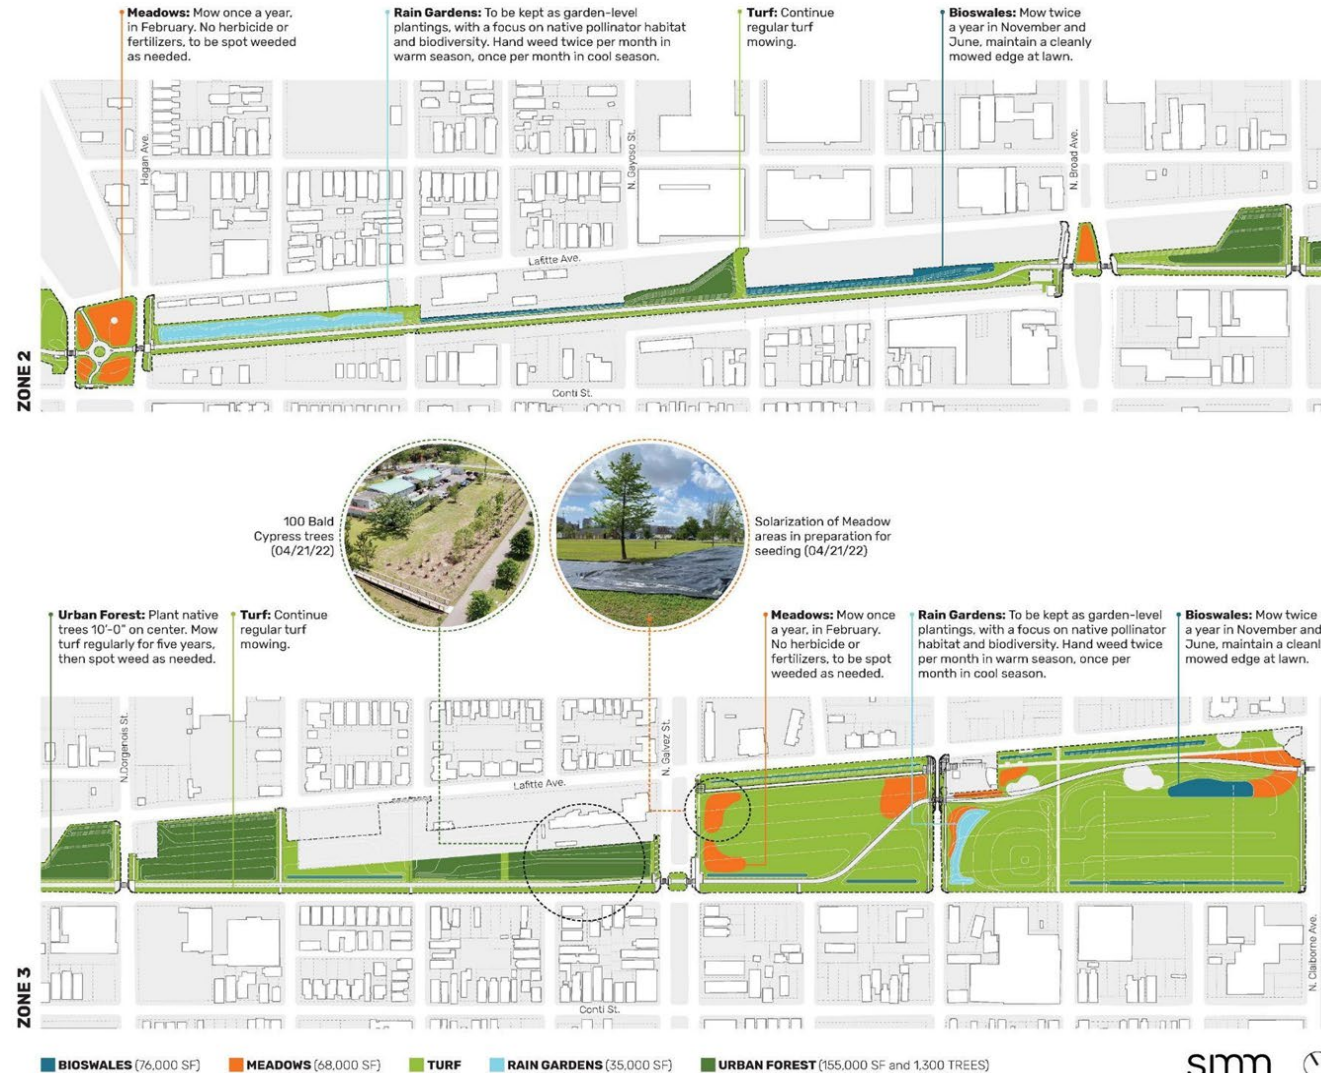 Meadows: Mow once a year,
in February. No herbicide or
fertilizers, to be spot weeded
as needed.
Rain Gardens: To be kept as garden-level
plantings, with a focus on native pollinator habitat
and biodiversity. Hand weed twice per month in
warm season, once per month in cool season.
Turf: Continue
regular turf
mowing.
Bioswales: Mow twice
a year in November and
June, maintain a cleanly
mowed edge at lawn.
Hagan Ave.
N. Gayoso St.
N. Broad Ave.
Lafitte Ave.
Conti St.
ZONE 2
100 Bald
Cypress trees
(04/21/22)
Solarization of Meadow
areas in preparation for
seeding (04/21/22)
Urban Forest: Plant native
trees 10'-0" on center. Mow
turf regularly for five years,
then spot weed as needed.
Turf: Continue
regular turf
mowing.
Meadows: Mow once
a year, in February.
No herbicide or
fertilizers, to be spot
weeded as needed.
Rain Gardens: To be kept as garden-level
plantings, with a focus on native pollinator
habitat and biodiversity. Hand weed twice
per month in warm season, once per
month in cool season.
Bioswales: Mow twice
a year in November and
June, maintain a cleanl
mowed edge at lawn.
N.Dorgenois St.
N. Galvez St.
Lafitte Ave.
N. Claiborne Ave.
Conti St.
ZONE 3
BIOSWALES (76,000 SF)
MEADOWS (68,000 SF)
TURF
RAIN GARDENS (35,000 SF)
URBAN FOREST (155,000 SF and 1,300 TREES)
smm